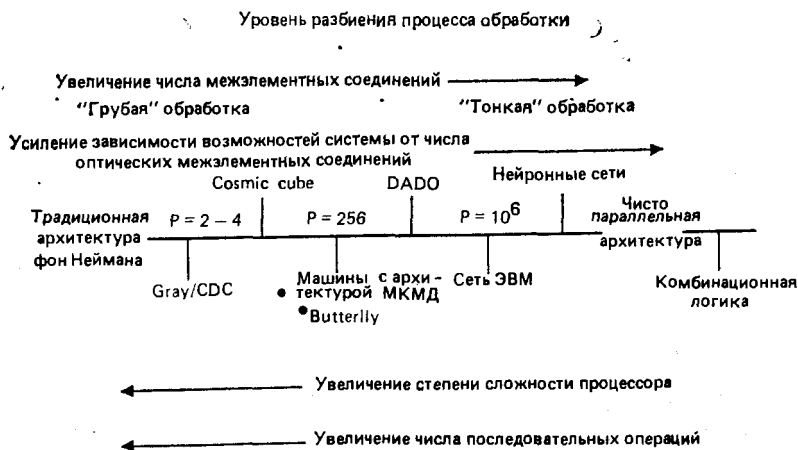 Уровень разбиения процесса обработки
Увеличение числа межэлементных соединений
"Грубая" обработка "Тонкая" обработка
Усиление зависимости возможностей системы от числа
оптических межэлементных соединений
Нейронные сети
Cosmic cube DADO
Традиционная P = 2 – 4 P = 256 P = 10⁶ Чисто
параллельная
архитектура архитектура
фон Неймана
Gray/CDC Машины с архи- Сеть ЭВМ Комбинационная
• тектурой МКМД логика
• Butterlly
Увеличение степени сложности процессора
Увеличение числа последовательных операций